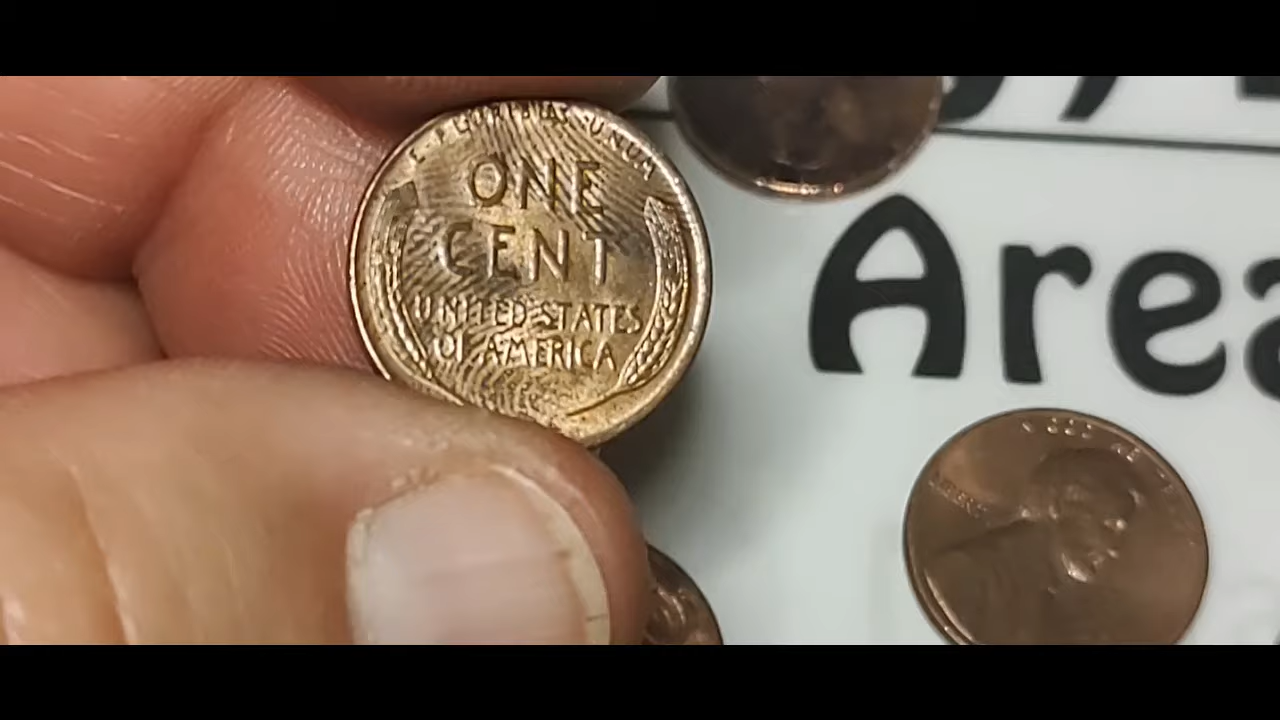 E PLURIBUS UNUM
ONE
CENT
UNITED STATES
OF AMERICA
Area
LIBERTY